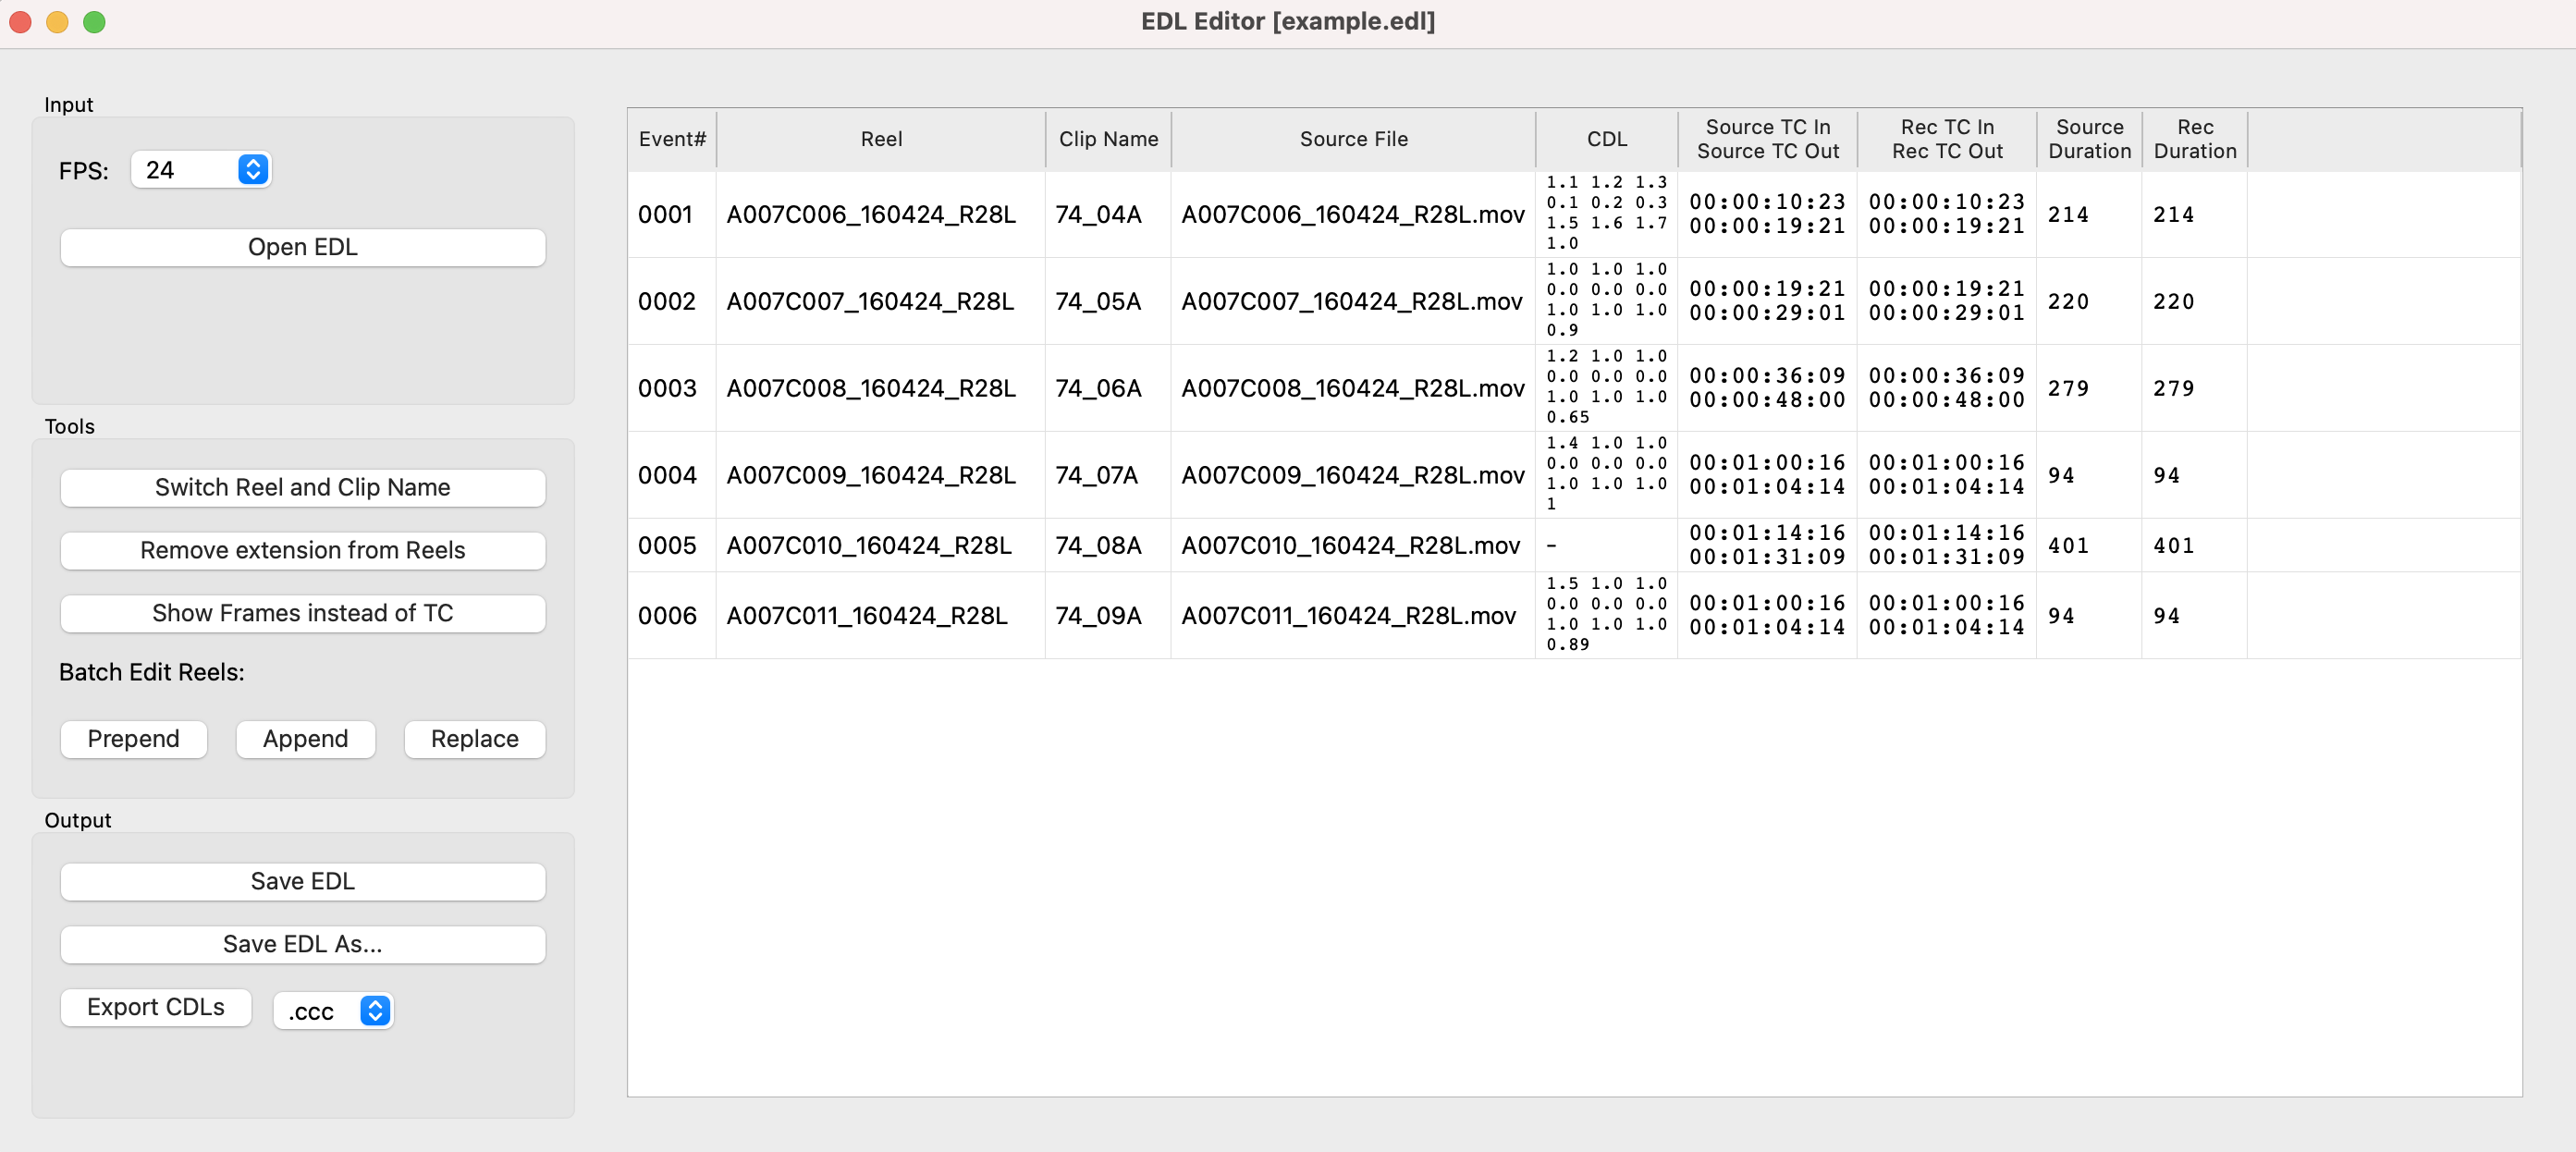 EDL Editor [example.edl]
Input
FPS: 24
Open EDL
Tools
Switch Reel and Clip Name
Remove extension from Reels
Show Frames instead of TC
Batch Edit Reels:
Prepend Append Replace
Output
Save EDL
Save EDL As...
Export CDLs .ccc
Event# Reel Clip Name Source File CDL Source TC In Rec TC In Source Rec
Source TC Out Rec TC Out Duration Duration
1.1 1.2 1.3
0001 A007C006_160424_R28L 74_04A A007C006_160424_R28L.mov 0.1 0.2 0.3 00:00:10:23 00:00:10:23 214 214
1.5 1.6 1.7 00:00:19:21 00:00:19:21
1.0
1.0 1.0 1.0
0002 A007C007_160424_R28L 74_05A A007C007_160424_R28L.mov 0.0 0.0 0.0 00:00:19:21 00:00:19:21 220 220
1.0 1.0 1.0 00:00:29:01 00:00:29:01
0.9
1.2 1.0 1.0
0003 A007C008_160424_R28L 74_06A A007C008_160424_R28L.mov 0.0 0.0 0.0 00:00:36:09 00:00:36:09 279 279
1.0 1.0 1.0 00:00:48:00 00:00:48:00
0.65
1.4 1.0 1.0
0004 A007C009_160424_R28L 74_07A A007C009_160424_R28L.mov 0.0 0.0 0.0 00:01:00:16 00:01:00:16 94 94
1.0 1.0 1.0 00:01:04:14 00:01:04:14
1
0005 A007C010_160424_R28L 74_08A A007C010_160424_R28L.mov - 00:01:14:16 00:01:14:16 401 401
00:01:31:09 00:01:31:09
1.5 1.0 1.0
0006 A007C011_160424_R28L 74_09A A007C011_160424_R28L.mov 0.0 0.0 0.0 00:01:00:16 00:01:00:16 94 94
1.0 1.0 1.0 00:01:04:14 00:01:04:14
0.89